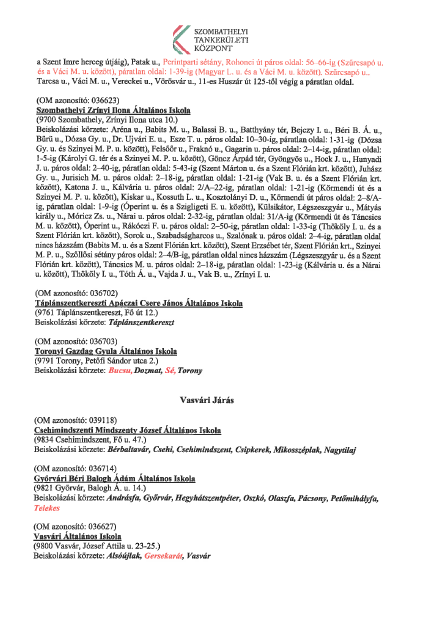 SZOMBATHELYI
TANKERÜLETI
KÖZPONT
a Szent Imre herceg útjáig), Patak u., Perintparti sétány, Rohonci út páros oldal: 56–66-ig (Szürcsapó u.
és a Váci M. u. között), páratlan oldal: 1-39-ig (Magyar L. u. és a Váci M. u. között), Szürcsapó u.,
Tarcsa u., Váci M. u., Vereckei u., Vörösvár u., 11-es Huszár út 125-től végig a páratlan oldal.
(OM azonosító: 036623)
Szombathelyi Zrínyi Ilona Általános Iskola
(9700 Szombathely, Zrínyi Ilona utca 10.)
Beiskolázási körzete: Aréna u., Babits M. u., Balassi B. u., Batthyány tér, Bejczy I. u., Béri B. Á. u.,
Bürü u., Dózsa Gy. u., Dr. Ujvári E. u., Esze T. u. páros oldal: 10–30-ig, páratlan oldal: 1-31-ig (Dózsa
Gy. u. és Szinyei M. P. u. között), Felsőőr u., Fraknó u., Gagarin u. páros oldal: 2–14-ig, páratlan oldal:
1-5-ig (Károlyi G. tér és a Szinyei M. P. u. között), Göncz Árpád tér, Gyöngyös u., Hock J. u., Hunyadi
J. u. páros oldal: 2–40-ig, páratlan oldal: 5-43-ig (Szent Márton u. és a Szent Flórián krt. között), Juhász
Gy. u., Jurisich M. u. páros oldal: 2–18-ig, páratlan oldal: 1-21-ig (Vak B. u. és a Szent Flórián krt.
között), Katona J. u., Kálvária u. páros oldal: 2/A–22-ig, páratlan oldal: 1-21-ig (Körmendi út és a
Szinyei M. P. u. között), Kiskar u., Kossuth L. u., Kosztolányi D. u., Körmendi út páros oldal: 2–8/A-
ig, páratlan oldal: 1-9-ig (Óperint u. és a Szigligeti E. u. között), Külsikátor, Légszeszgyár u., Mátyás
király u., Móricz Zs. u., Nárai u. páros oldal: 2-32-ig, páratlan oldal: 31/A-ig (Körmendi út és Táncsics
M. u. között), Óperint u., Rákóczi F. u. páros oldal: 2–50-ig, páratlan oldal: 1-33-ig (Thököly I. u. és a
Szent Flórián krt. között), Sorok u., Szabadságharcos u., Szalónak u. páros oldal: 2–4-ig, páratlan oldal
nincs házszám (Babits M. u. és a Szent Flórián krt. között), Szent Erzsébet tér, Szent Flórián krt., Szinyei
M. P. u., Szőllősi sétány páros oldal: 2–4/B-ig, páratlan oldal nincs házszám (Légszeszgyár u. és a Szent
Flórián krt. között), Táncsics M. u. páros oldal: 2–18-ig, páratlan oldal: 1-23-ig (Kálvária u. és a Nárai
u. között), Thököly I. u., Tóth Á. u., Vajda J. u., Vak B. u., Zrínyi I. u.
(OM azonosító: 036702)
Táplánszentkereszti Apáczai Csere János Általános Iskola
(9761 Táplánszentkereszt, Fő út 12.)
Beiskolázási körzete: Táplánszentkereszt
(OM azonosító: 036703)
Toronyi Gazdag Gyula Általános Iskola
(9791 Torony, Petőfi Sándor utca 2.)
Beiskolázási körzete: Bucsu, Dozmat, Sé, Torony
Vasvári Járás
(OM azonosító: 039118)
Csehimindszenti Mindszenty József Általános Iskola
(9834 Csehimindszent, Fő u. 47.)
Beiskolázási körzete: Bérbaltavár, Csehi, Csehimindszent, Csipkerek, Mikosszéplak, Nagytilaj
(OM azonosító: 036714)
Győrvári Béri Balogh Ádám Általános Iskola
(9821 Győrvár, Balogh Á. u. 14.)
Beiskolázási körzete: Andrásfa, Győrvár, Hegyhátszentpéter, Oszkó, Olaszfa, Pácsony, Petőmihályfa,
Telekes
(OM azonosító: 036627)
Vasvári Általános Iskola
(9800 Vasvár, József Attila u. 23-25.)
Beiskolázási körzete: Alsóújlak, Gersekarát, Vasvár